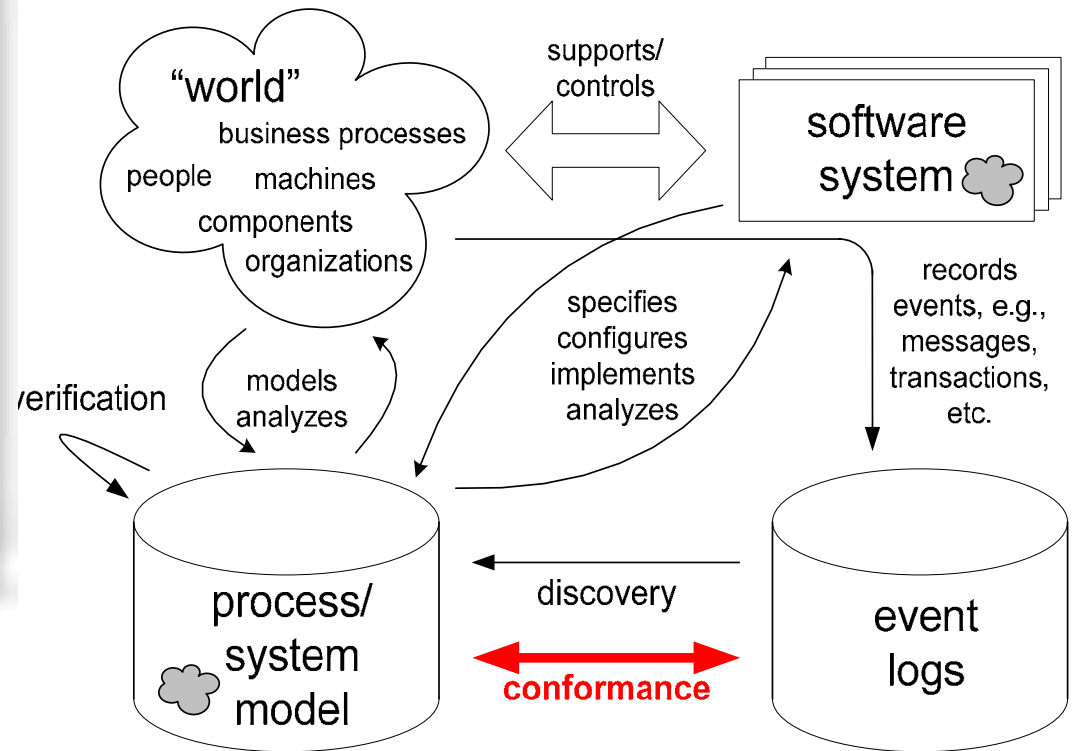 “world”
business processes
people machines
components
organizations
supports/
controls
software
system
records
events, e.g.,
messages,
transactions,
etc.
specifies
configures
implements
analyzes
models
analyzes
verification
process/
system
model
discovery
conformance
event
logs